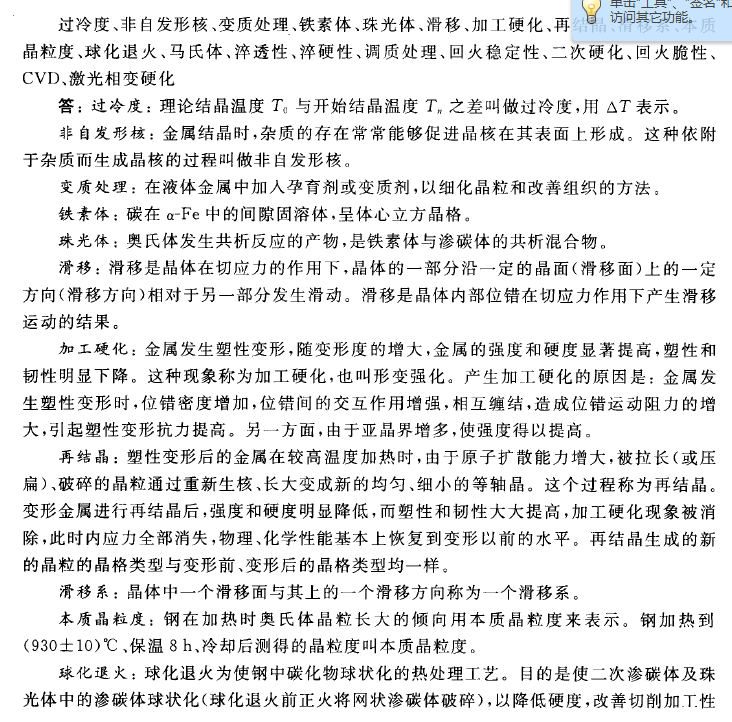 单击"工具"、"签名"和
访问其它功能。
过冷度、非自发形核、变质处理、铁素体、珠光体、滑移、加工硬化、再结晶、滑移系、本质
晶粒度、球化退火、马氏体、淬透性、淬硬性、调质处理、回火稳定性、二次硬化、回火脆性、
CVD、激光相变硬化
答：过冷度：理论结晶温度 T₀ 与开始结晶温度 Tₙ 之差叫做过冷度,用 △T 表示。
非自发形核：金属结晶时,杂质的存在常常能够促进晶核在其表面上形成。这种依附
于杂质而生成晶核的过程叫做非自发形核。
变质处理：在液体金属中加入孕育剂或变质剂,以细化晶粒和改善组织的方法。
铁素体：碳在 α-Fe 中的间隙固溶体,呈体心立方晶格。
珠光体：奥氏体发生共析反应的产物,是铁素体与渗碳体的共析混合物。
滑移：滑移是晶体在切应力的作用下,晶体的一部分沿一定的晶面(滑移面)上的一定
方向(滑移方向)相对于另一部分发生滑动。滑移是晶体内部位错在切应力作用下产生滑移
运动的结果。
加工硬化：金属发生塑性变形,随变形度的增大,金属的强度和硬度显著提高,塑性和
韧性明显下降。这种现象称为加工硬化,也叫形变强化。产生加工硬化的原因是：金属发
生塑性变形时,位错密度增加,位错间的交互作用增强,相互缠结,造成位错运动阻力的增
大,引起塑性变形抗力提高。另一方面,由于亚晶界增多,使强度得以提高。
再结晶：塑性变形后的金属在较高温度加热时,由于原子扩散能力增大,被拉长(或压
扁)、破碎的晶粒通过重新生核、长大变成新的均匀、细小的等轴晶。这个过程称为再结晶。
变形金属进行再结晶后,强度和硬度明显降低,而塑性和韧性大大提高,加工硬化现象被消
除,此时内应力全部消失,物理、化学性能基本上恢复到变形以前的水平。再结晶生成的新
的晶粒的晶格类型与变形前、变形后的晶格类型均一样。
滑移系：晶体中一个滑移面与其上的一个滑移方向称为一个滑移系。
本质晶粒度：钢在加热时奥氏体晶粒长大的倾向用本质晶粒度来表示。钢加热到
(930±10)℃、保温 8 h、冷却后测得的晶粒度叫本质晶粒度。
球化退火：球化退火为使钢中碳化物球状化的热处理工艺。目的是使二次渗碳体及珠
光体中的渗碳体球状化(球化退火前正火将网状渗碳体破碎),以降低硬度,改善切削加工性